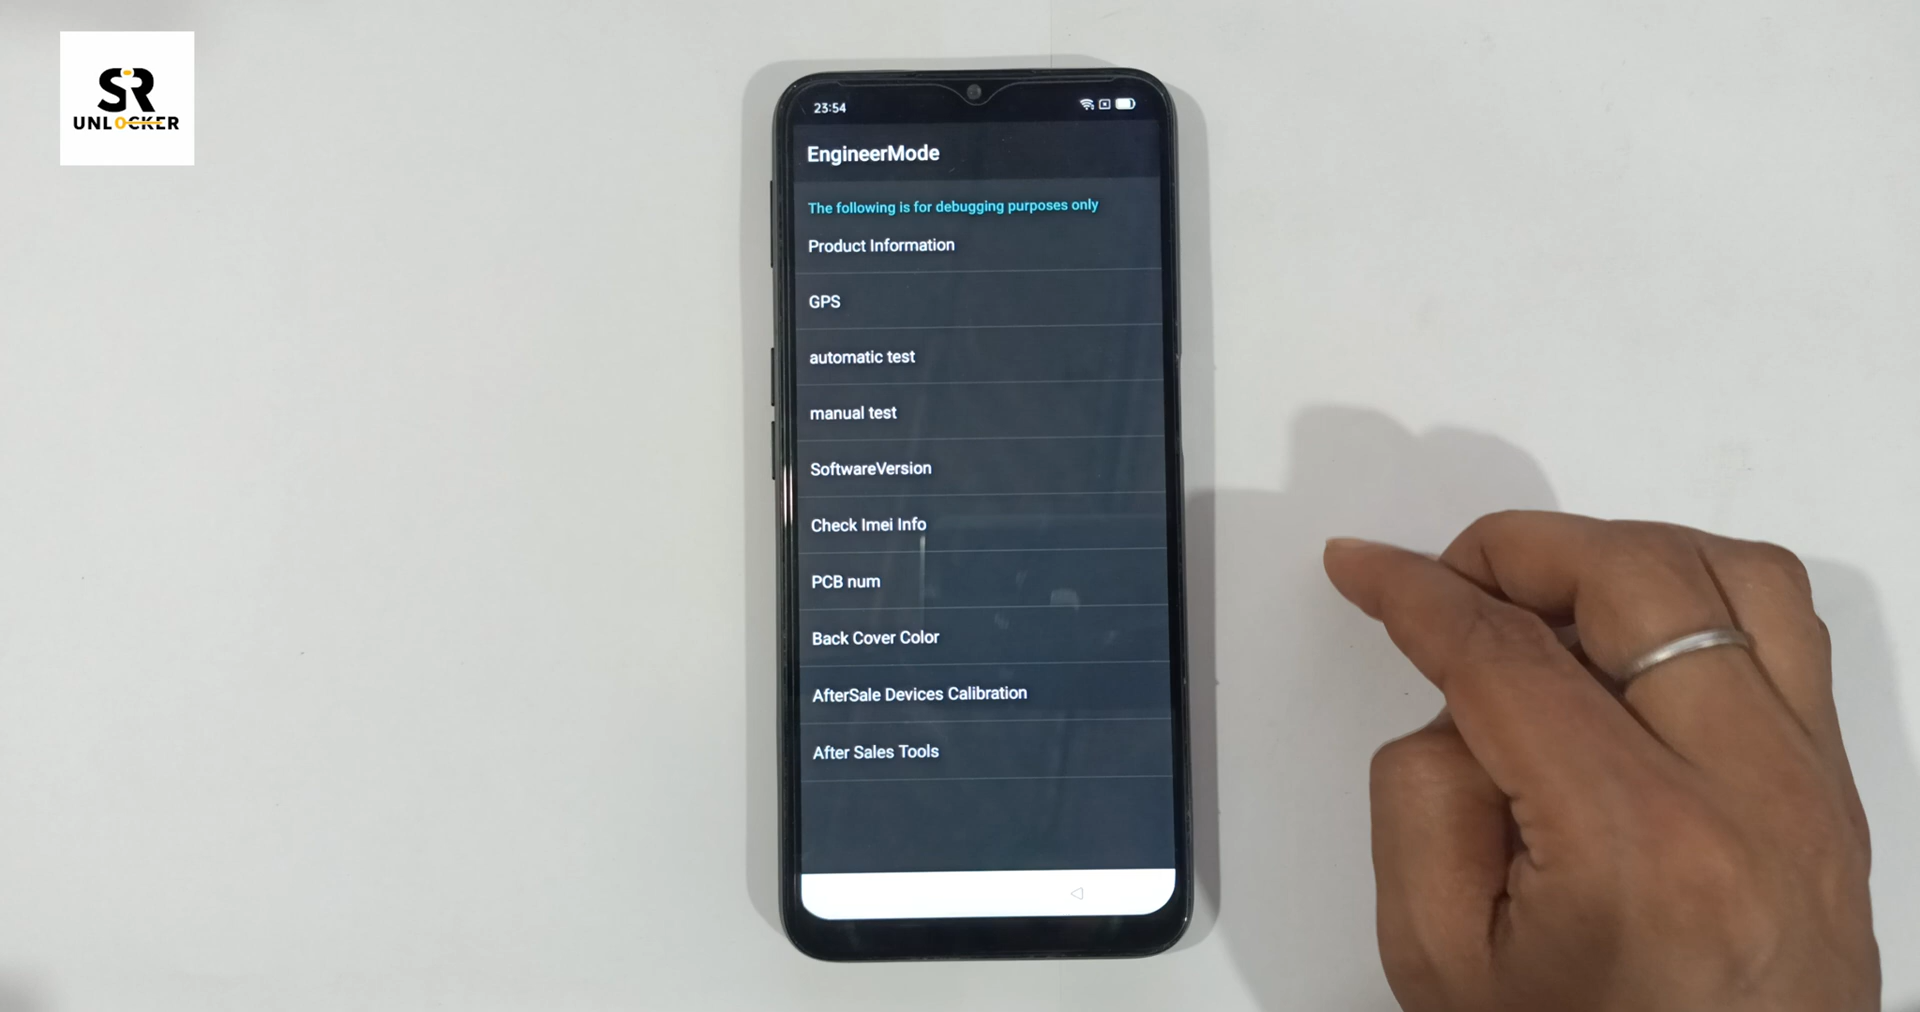 SR
UNLOCKER
23:54
EngineerMode
The following is for debugging purposes only
Product Information
GPS
automatic test
manual test
SoftwareVersion
Check Imei Info
PCB num
Back Cover Color
AfterSale Devices Calibration
After Sales Tools